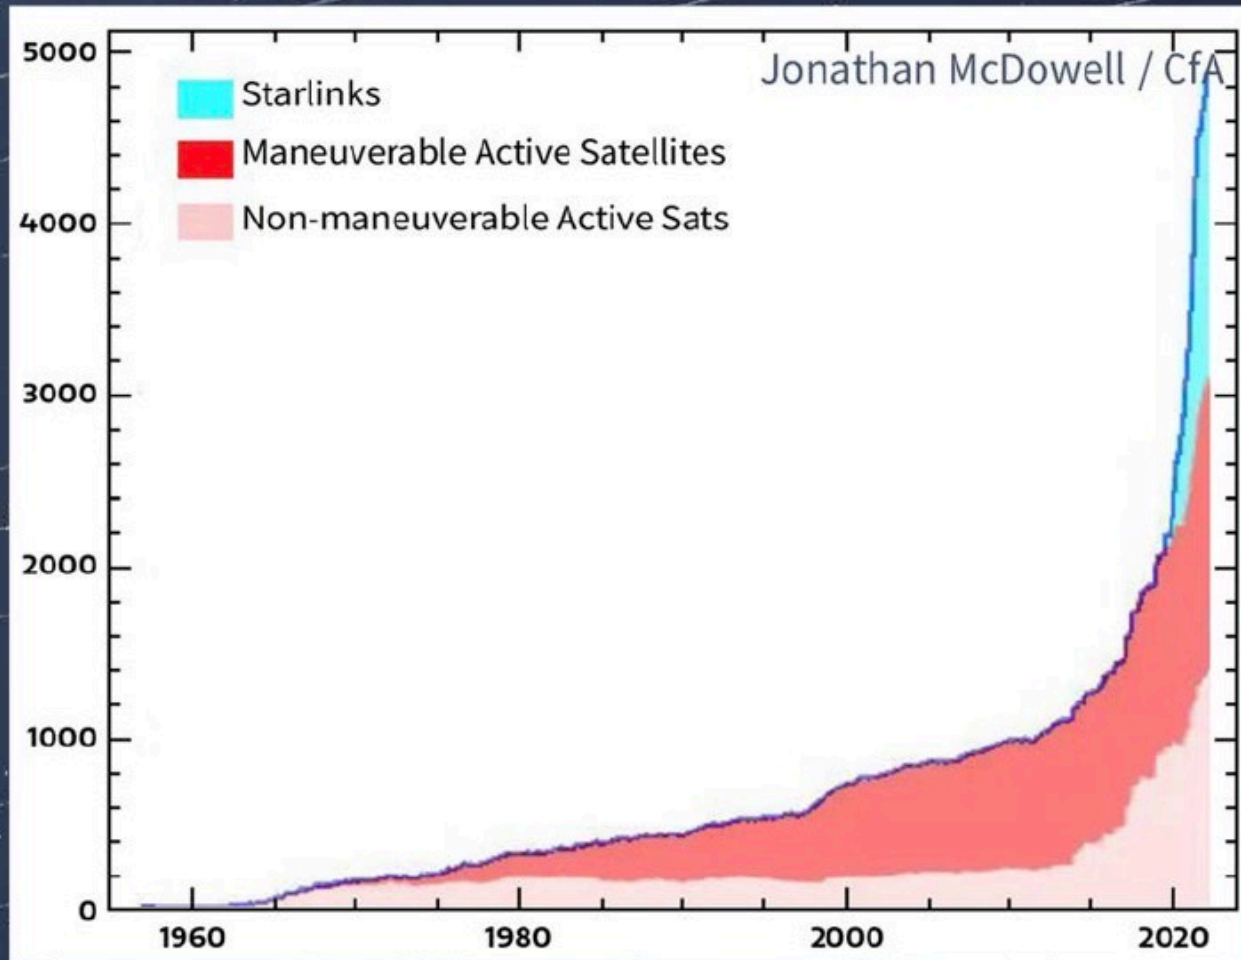 Jonathan McDowell / CfA
Starlinks
Maneuverable Active Satellites
Non-maneuverable Active Sats
5000
4000
3000
2000
1000
0
1960 1980 2000 2020